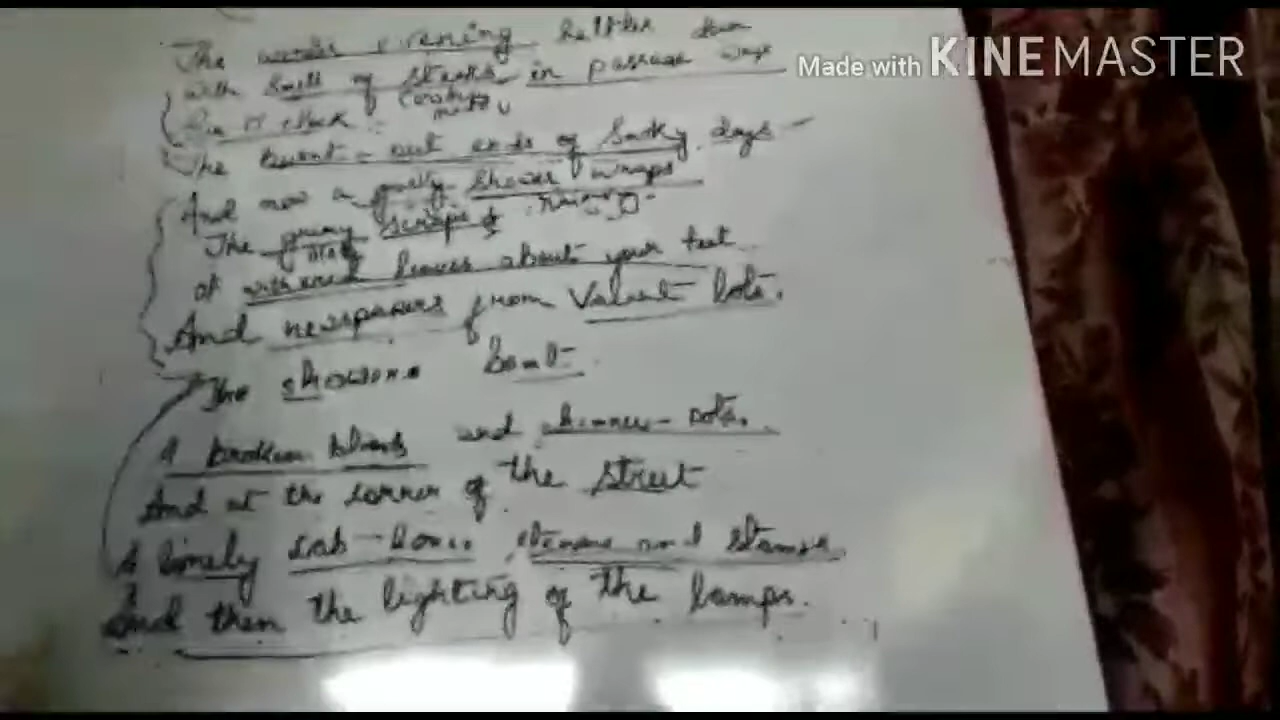 The winter evening settles down
with smell of steaks in passage ways
Six O' clock.
The burnt-out ends of smoky days
And now a gusty shower wraps
The grimy scraps
of withered leaves about your feet
And newspapers from vacant lots.
The showers beat
broken blinds and chimney-pots.
And at the corner of the street
A lonely cab-horse steams and stamps.
And then the lighting of the lamps.
Made with KINEMASTER